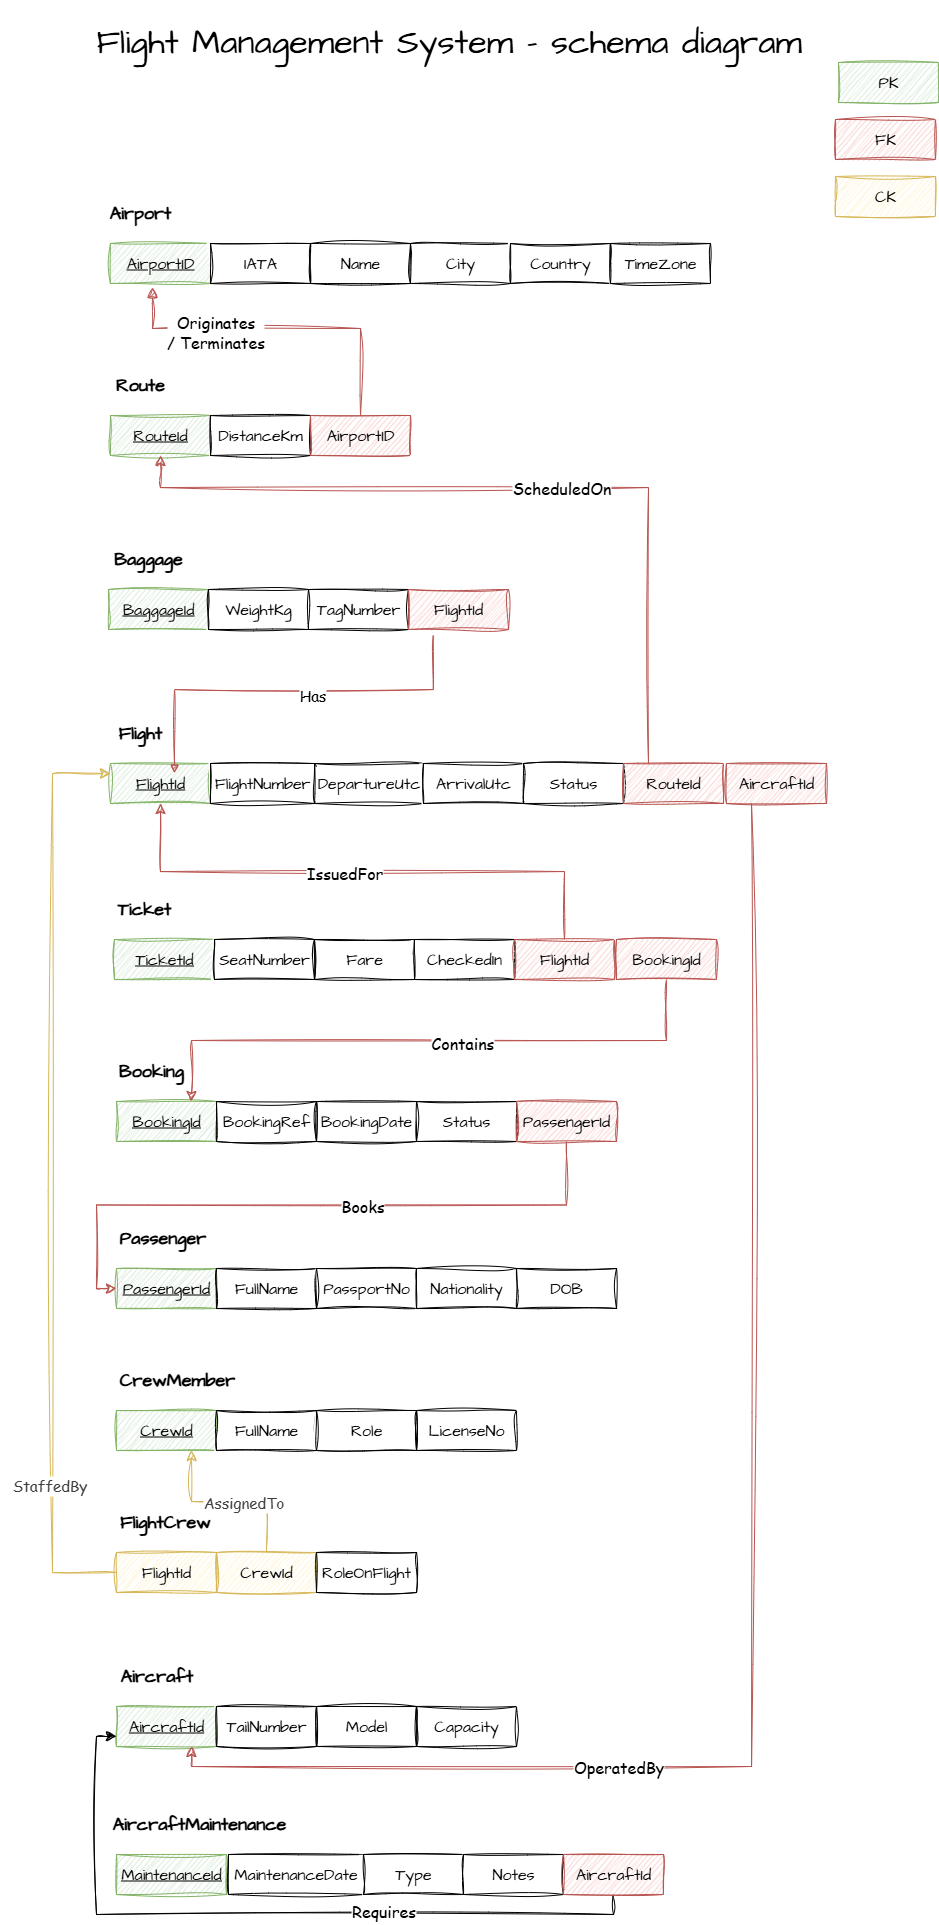 Flight Management System - schema diagram
PK
FK
CK
Airport
AirportID IATA Name City Country TimeZone
Originates
/ Terminates
Route
RouteId DistanceKm AirportID
ScheduledOn
Baggage
BaggageId WeightKg TagNumber FlightId
Has
Flight
FlightId FlightNumber DepartureUtc ArrivalUtc Status RouteId AircraftId
IssuedFor
Ticket
TicketId SeatNumber Fare CheckedIn FlightId BookingId
Contains
Booking
BookingId BookingRef BookingDate Status PassengerId
Books
Passenger
PassengerId FullName PassportNo Nationality DOB
CrewMember
CrewId FullName Role LicenseNo
StaffedBy
AssignedTo
FlightCrew
FlightId CrewId RoleOnFlight
Aircraft
AircraftId TailNumber Model Capacity
OperatedBy
AircraftMaintenance
MaintenanceId MaintenanceDate Type Notes AircraftId
Requires